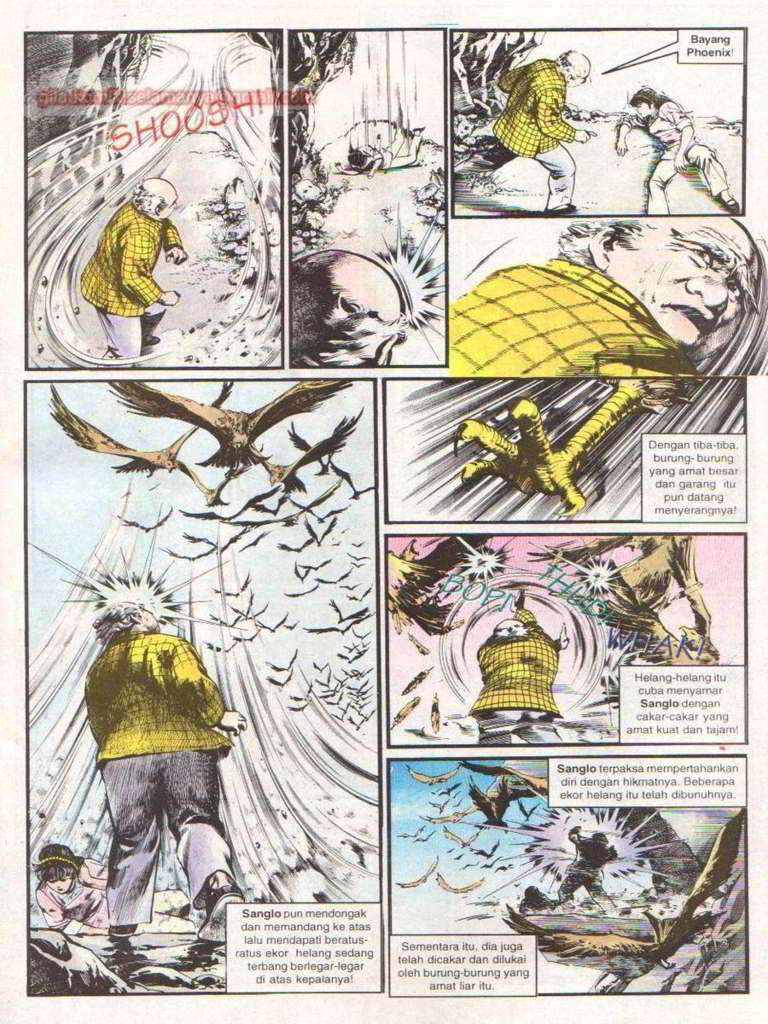 SHOOSH!
Bayang
Phoenix!
Dengan tiba-tiba,
burung-burung
yang amat besar
dan garang itu
pun datang
menyerangnya!
BOP!
THUD!
WHAAK!
Helang-helang itu
cuba menyamar
Sanglo dengan
cakar-cakar yang
amat kuat dan tajam!
Sanglo pun mendongak
dan memandang ke atas
lalu mendapati beratus-
ratus ekor helang sedang
terbang berlegar-legar
di atas kepalanya!
Sanglo terpaksa mempertahankan
diri dengan hikmatnya. Beberapa
ekor helang itu telah dibunuhnya.
Sementara itu, dia juga
telah dicakar dan dilukai
oleh burung-burung yang
amat liar itu.